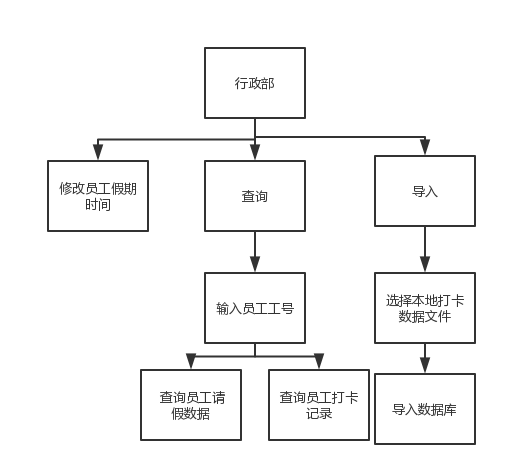 行政部
修改员工假期
时间
查询
导入
输入员工工号
选择本地打卡
数据文件
查询员工请
假数据
查询员工打卡
记录
导入数据库